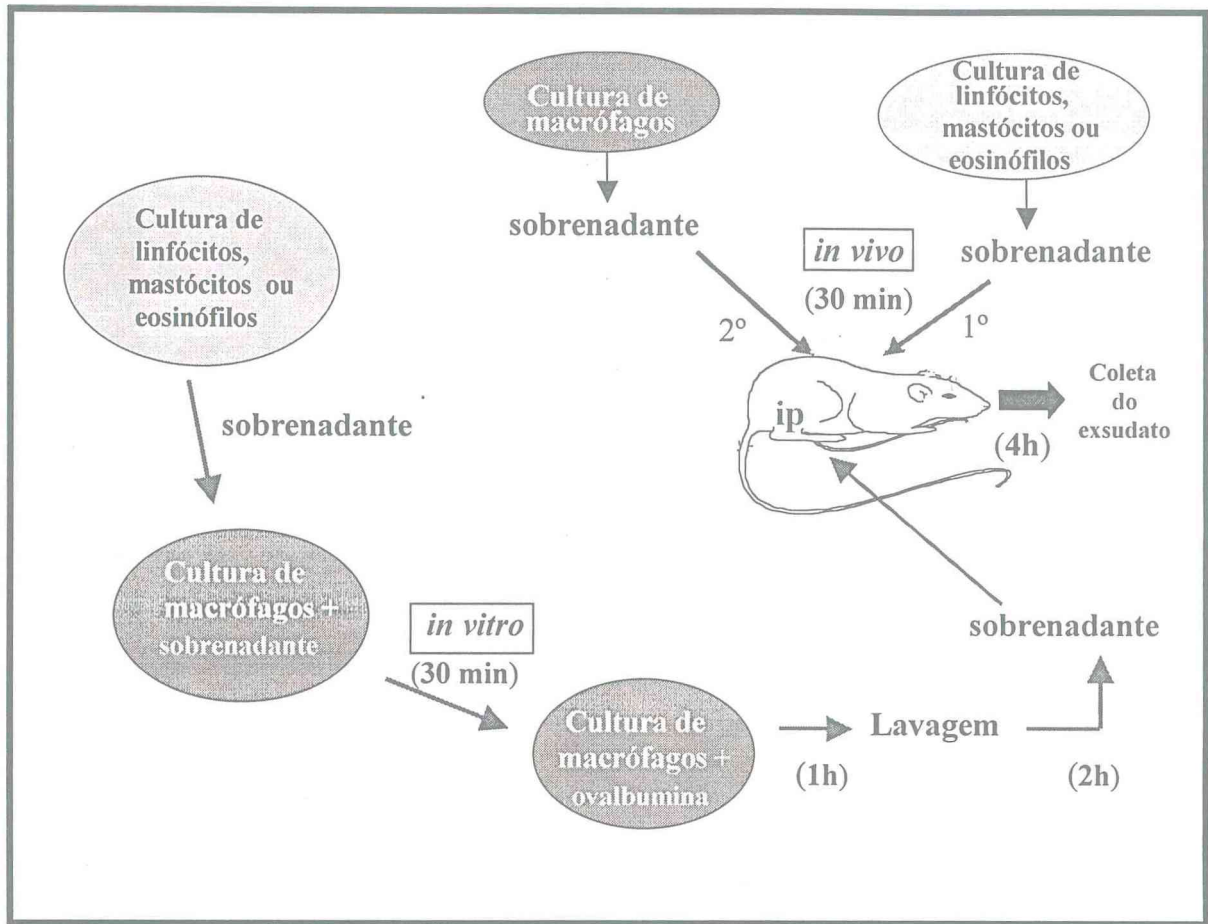 Cultura de
macrófagos
sobrenadante
2º
Cultura de
linfócitos,
mastócitos ou
eosinófilos
sobrenadante
1º
in vivo
(30 min)
ip
(4h)
Coleta
do
exsudato
Cultura de
linfócitos,
mastócitos ou
eosinófilos
sobrenadante
Cultura de
macrófagos +
sobrenadante
in vitro
(30 min)
Cultura de
macrófagos +
ovalbumina
(1h)
Lavagem
(2h)
sobrenadante